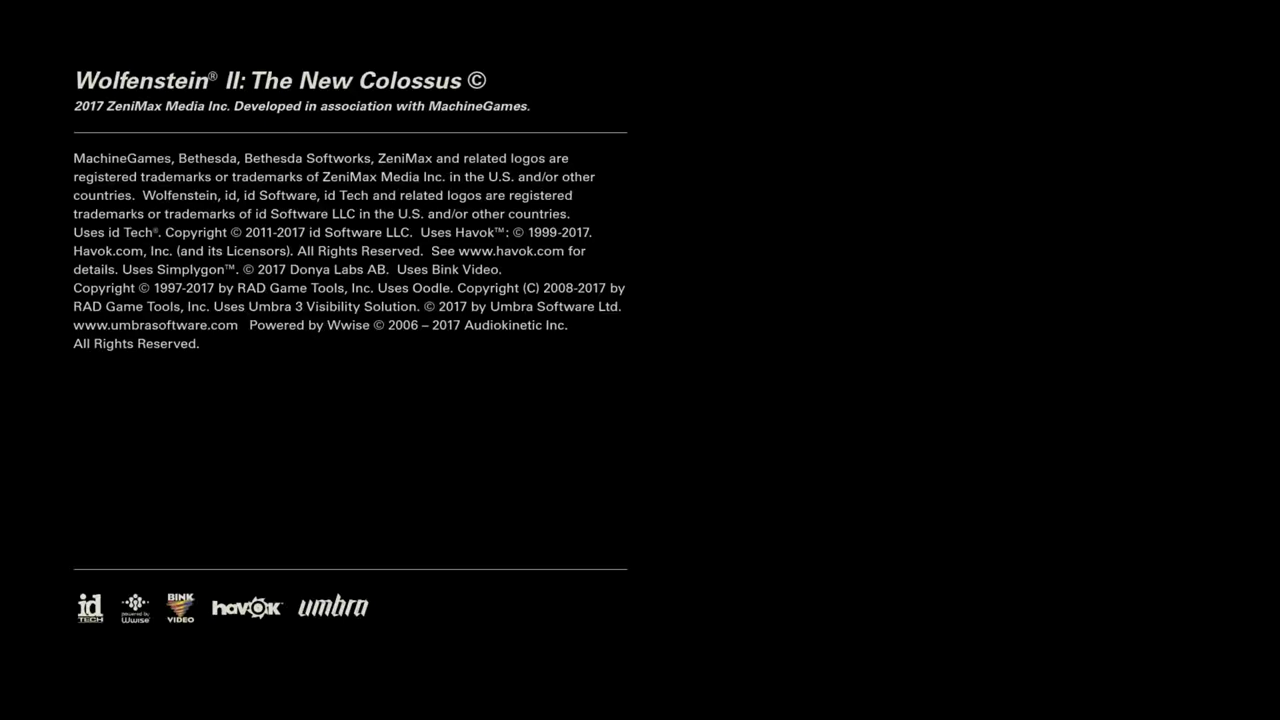 Wolfenstein® II: The New Colossus ©
2017 ZeniMax Media Inc. Developed in association with MachineGames.
MachineGames, Bethesda, Bethesda Softworks, ZeniMax and related logos are
registered trademarks or trademarks of ZeniMax Media Inc. in the U.S. and/or other
countries.  Wolfenstein, id, id Software, id Tech and related logos are registered
trademarks or trademarks of id Software LLC in the U.S. and/or other countries.
Uses id Tech®. Copyright © 2011-2017 id Software LLC.  Uses Havok™: © 1999-2017.
Havok.com, Inc. (and its Licensors). All Rights Reserved.  See www.havok.com for
details. Uses Simplygon™. © 2017 Donya Labs AB.  Uses Bink Video.
Copyright © 1997-2017 by RAD Game Tools, Inc. Uses Oodle. Copyright (C) 2008-2017 by
RAD Game Tools, Inc. Uses Umbra 3 Visibility Solution. © 2017 by Umbra Software Ltd.
www.umbrasoftware.com   Powered by Wwise © 2006 – 2017 Audiokinetic Inc.
All Rights Reserved.
id TECH
powered by Wwise
BINK VIDEO
havok
umbra